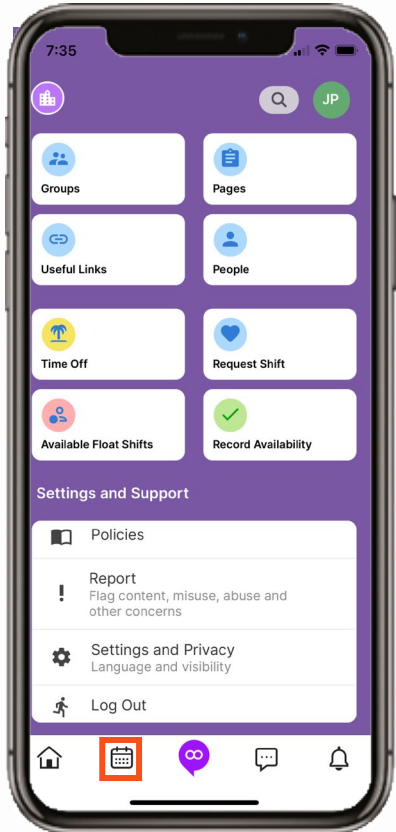 7:35
JP
Groups
Pages
Useful Links
People
Time Off
Request Shift
Available Float Shifts
Record Availability
Settings and Support
Policies
Report
Flag content, misuse, abuse and
other concerns
Settings and Privacy
Language and visibility
Log Out